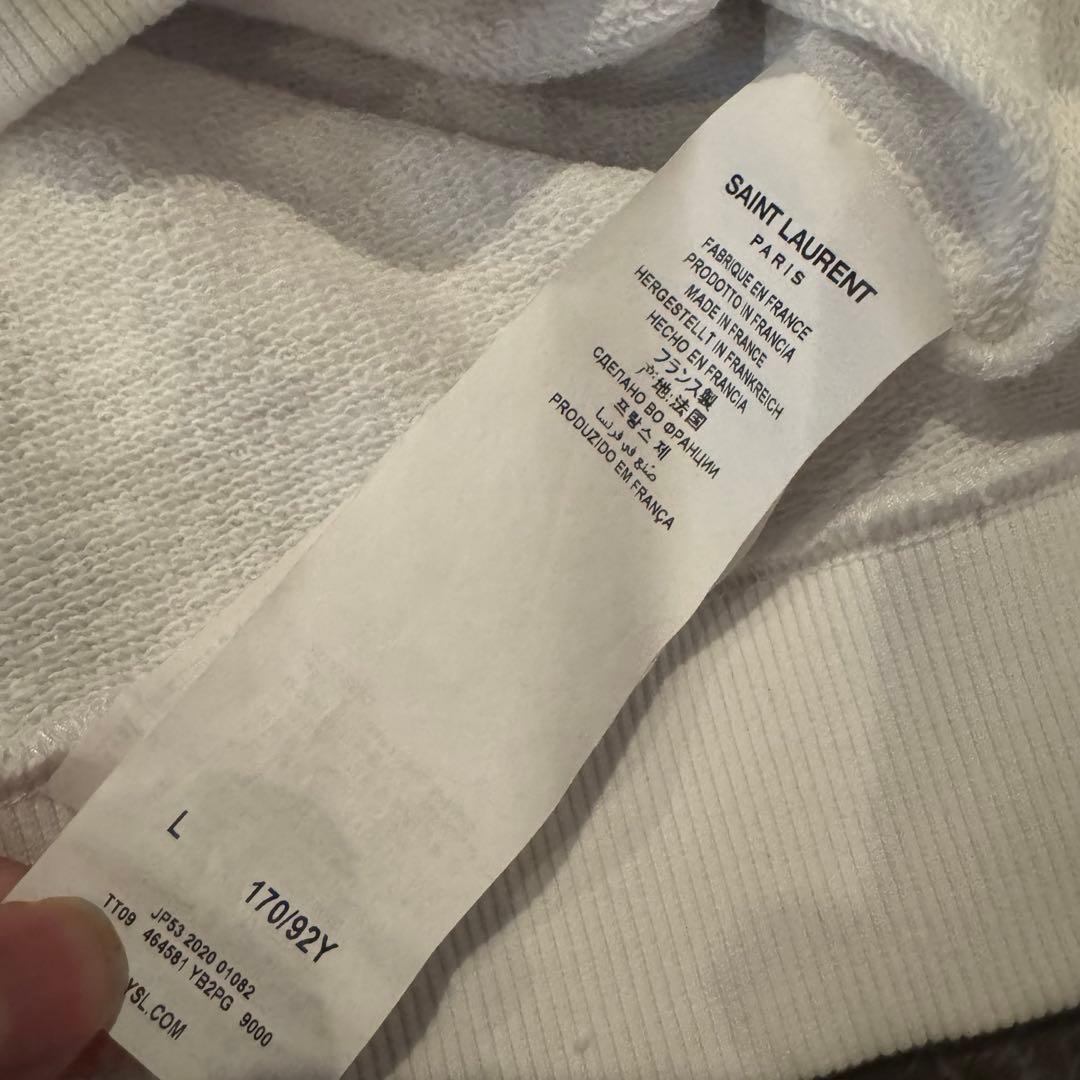 SAINT LAURENT
PARIS
FABRIQUE EN FRANCE
PRODOTTO IN FRANCIA
MADE IN FRANCE
HERGESTELLT IN FRANKREICH
HECHO EN FRANCIA
フランス製
产地:法国
СДЕЛАНО ВО ФРАНЦИИ
프랑스 제
صُنع في فرنسا
PRODUZIDO EM FRANÇA
L
170/92Y
JP53 2020 01082
TT09 464581 YB2PG 9000
YSL.COM